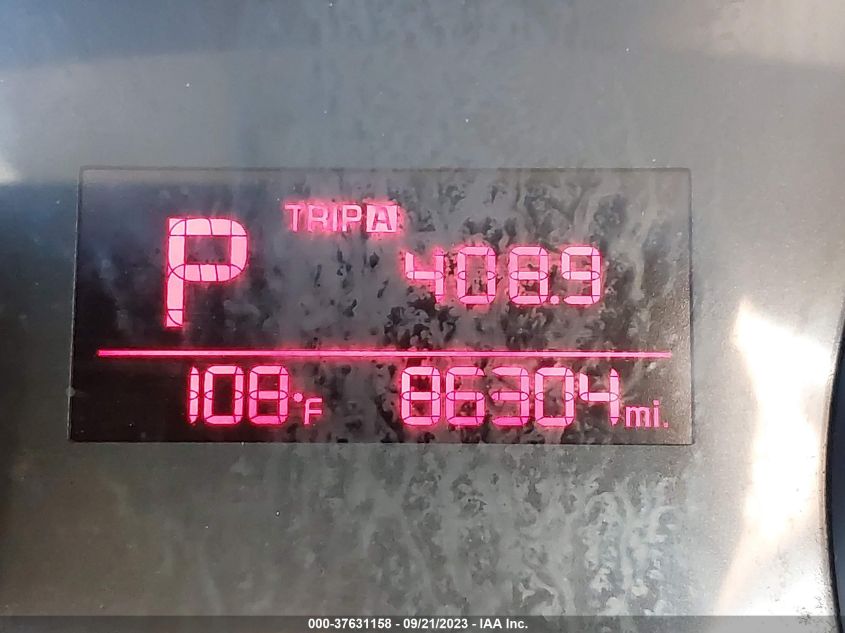 TRIP A
P 408.9
108°F 86304 mi.
000-37631158 - 09/21/2023 - IAA Inc.